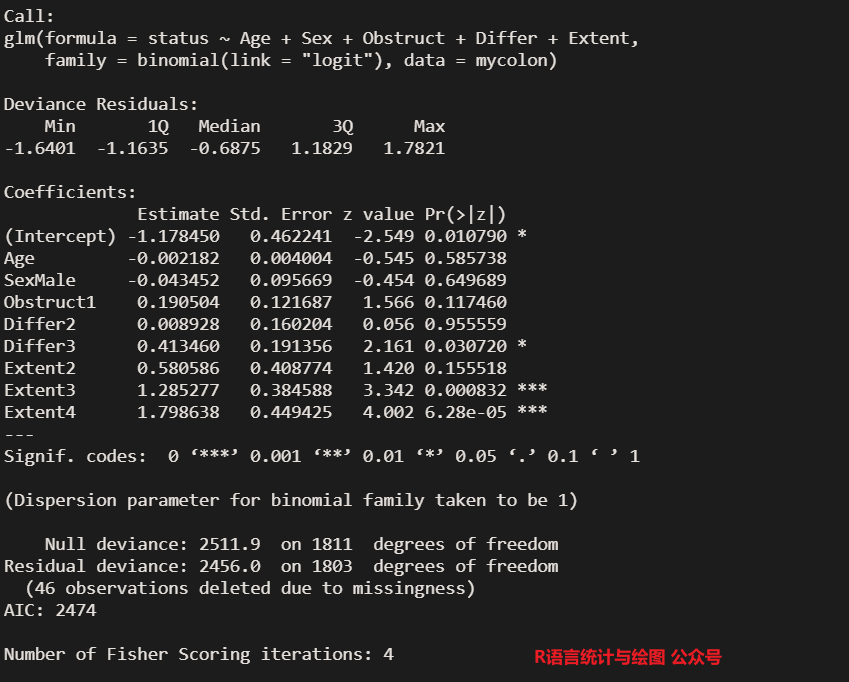 Call:
glm(formula = status ~ Age + Sex + Obstruct + Differ + Extent,
    family = binomial(link = "logit"), data = mycolon)

Deviance Residuals:
    Min       1Q   Median       3Q      Max
-1.6401  -1.1635  -0.6875   1.1829   1.7821

Coefficients:
             Estimate Std. Error z value Pr(>|z|)
(Intercept) -1.178450   0.462241  -2.549 0.010790 *
Age         -0.002182   0.004004  -0.545 0.585738
SexMale     -0.043452   0.095669  -0.454 0.649689
Obstruct1    0.190504   0.121687   1.566 0.117460
Differ2      0.008928   0.160204   0.056 0.955559
Differ3      0.413460   0.191356   2.161 0.030720 *
Extent2      0.580586   0.408774   1.420 0.155518
Extent3      1.285277   0.384588   3.342 0.000832 ***
Extent4      1.798638   0.449425   4.002 6.28e-05 ***
---
Signif. codes:  0 ‘***’ 0.001 ‘**’ 0.01 ‘*’ 0.05 ‘.’ 0.1 ‘ ’ 1

(Dispersion parameter for binomial family taken to be 1)

    Null deviance: 2511.9  on 1811  degrees of freedom
Residual deviance: 2456.0  on 1803  degrees of freedom
  (46 observations deleted due to missingness)
AIC: 2474

Number of Fisher Scoring iterations: 4
R语言统计与绘图 公众号